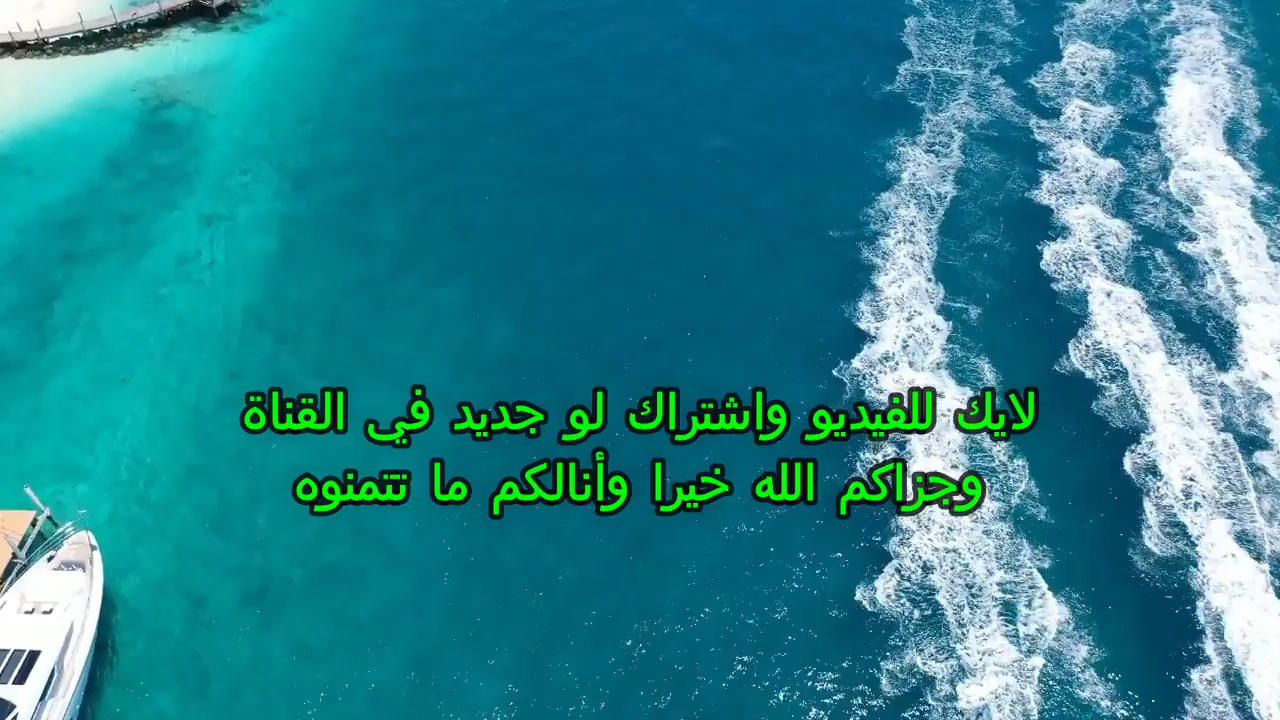 لايك للفيديو واشتراك لو جديد في القناة
وجزاكم الله خيرا وأنالكم ما تتمنوه